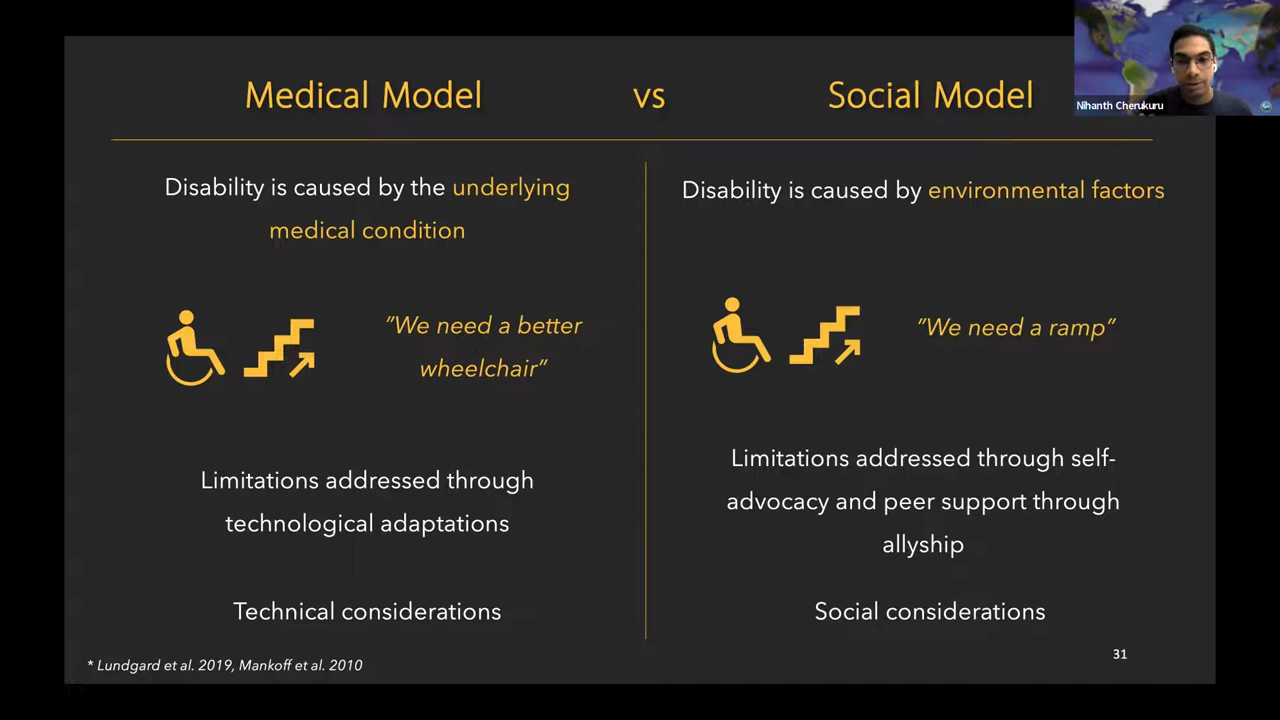 Medical Model vs Social Model
Nihanth Cherukuru
Disability is caused by the underlying
medical condition
"We need a better
wheelchair"
Limitations addressed through
technological adaptations
Technical considerations
Disability is caused by environmental factors
"We need a ramp"
Limitations addressed through self-
advocacy and peer support through
allyship
Social considerations
* Lundgard et al. 2019, Mankoff et al. 2010
31